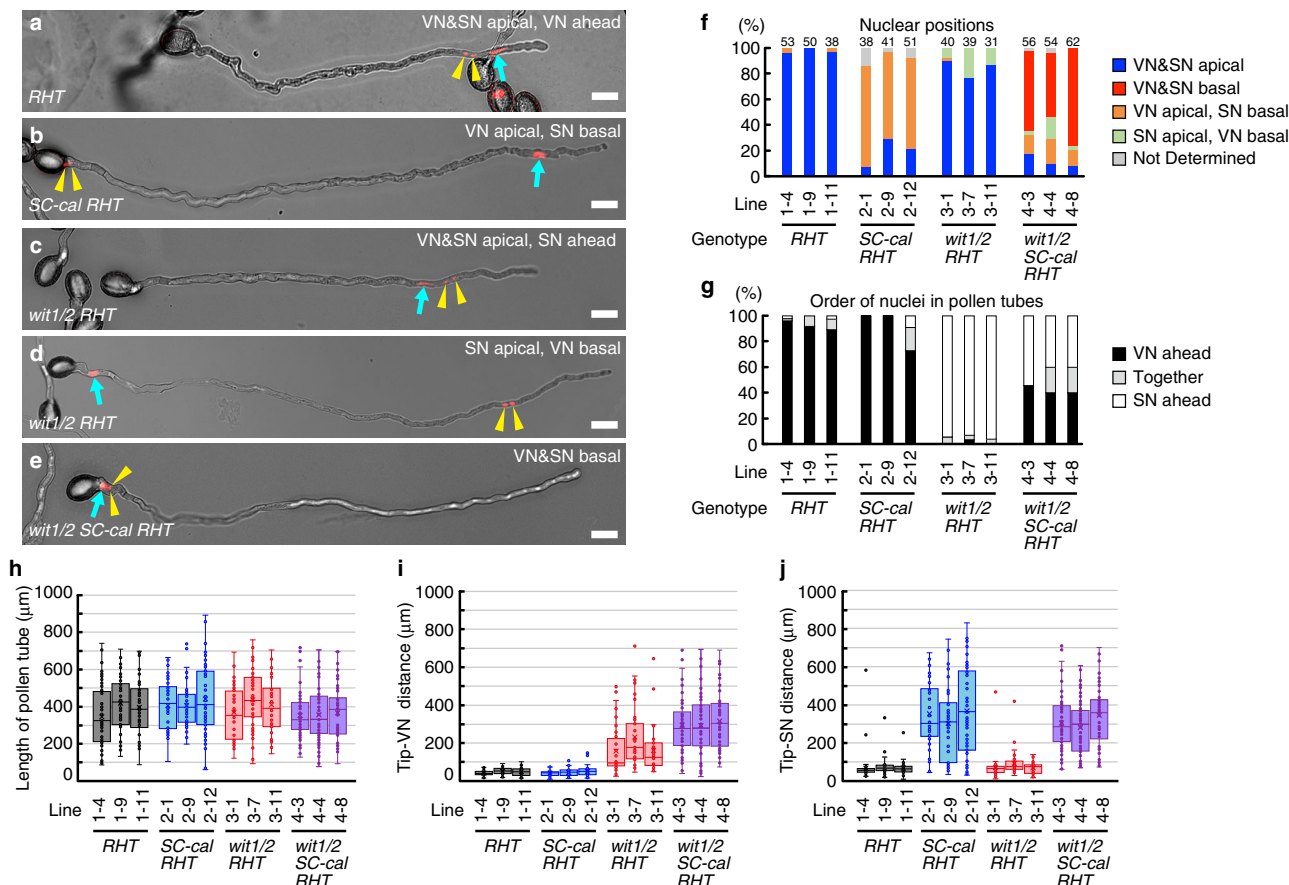 a
VN&SN apical, VN ahead
RHT
b
VN apical, SN basal
SC-cal RHT
c
VN&SN apical, SN ahead
wit1/2 RHT
d
SN apical, VN basal
wit1/2 RHT
e
VN&SN basal
wit1/2 SC-cal RHT
f
(%)
Nuclear positions
53 50 38 38 41 51 40 39 31 56 54 62
100
80
60
40
20
0
VN&SN apical
VN&SN basal
VN apical, SN basal
SN apical, VN basal
Not Determined
Line 1-4 1-9 1-11 2-1 2-9 2-12 3-1 3-7 3-11 4-3 4-4 4-8
Genotype RHT SC-cal wit1/2 wit1/2
RHT RHT SC-cal
RHT
g
(%)
Order of nuclei in pollen tubes
100
80
60
40
20
0
VN ahead
Together
SN ahead
Line 1-4 1-9 1-11 2-1 2-9 2-12 3-1 3-7 3-11 4-3 4-4 4-8
Genotype RHT SC-cal wit1/2 wit1/2
RHT RHT SC-cal
RHT
h
Length of pollen tube (μm)
1000
800
600
400
200
0
Line 1-4 1-9 1-11 2-1 2-9 2-12 3-1 3-7 3-11 4-3 4-4 4-8
RHT SC-cal wit1/2 wit1/2
RHT RHT SC-cal
RHT
i
Tip-VN distance (μm)
1000
800
600
400
200
0
Line 1-4 1-9 1-11 2-1 2-9 2-12 3-1 3-7 3-11 4-3 4-4 4-8
RHT SC-cal wit1/2 wit1/2
RHT RHT SC-cal
RHT
j
Tip-SN distance (μm)
1000
800
600
400
200
0
Line 1-4 1-9 1-11 2-1 2-9 2-12 3-1 3-7 3-11 4-3 4-4 4-8
RHT SC-cal wit1/2 wit1/2
RHT RHT SC-cal
RHT